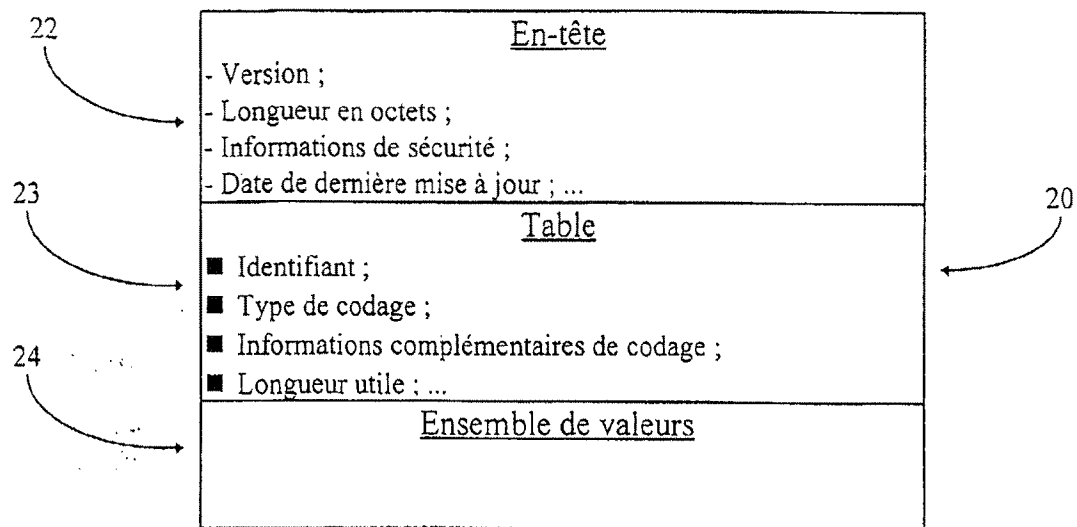 22
En-tête
- Version ;
- Longueur en octets ;
- Informations de sécurité ;
- Date de dernière mise à jour ; ...
23
20
Table
■ Identifiant ;
■ Type de codage ;
■ Informations complémentaires de codage ;
■ Longueur utile ; ...
24
Ensemble de valeurs